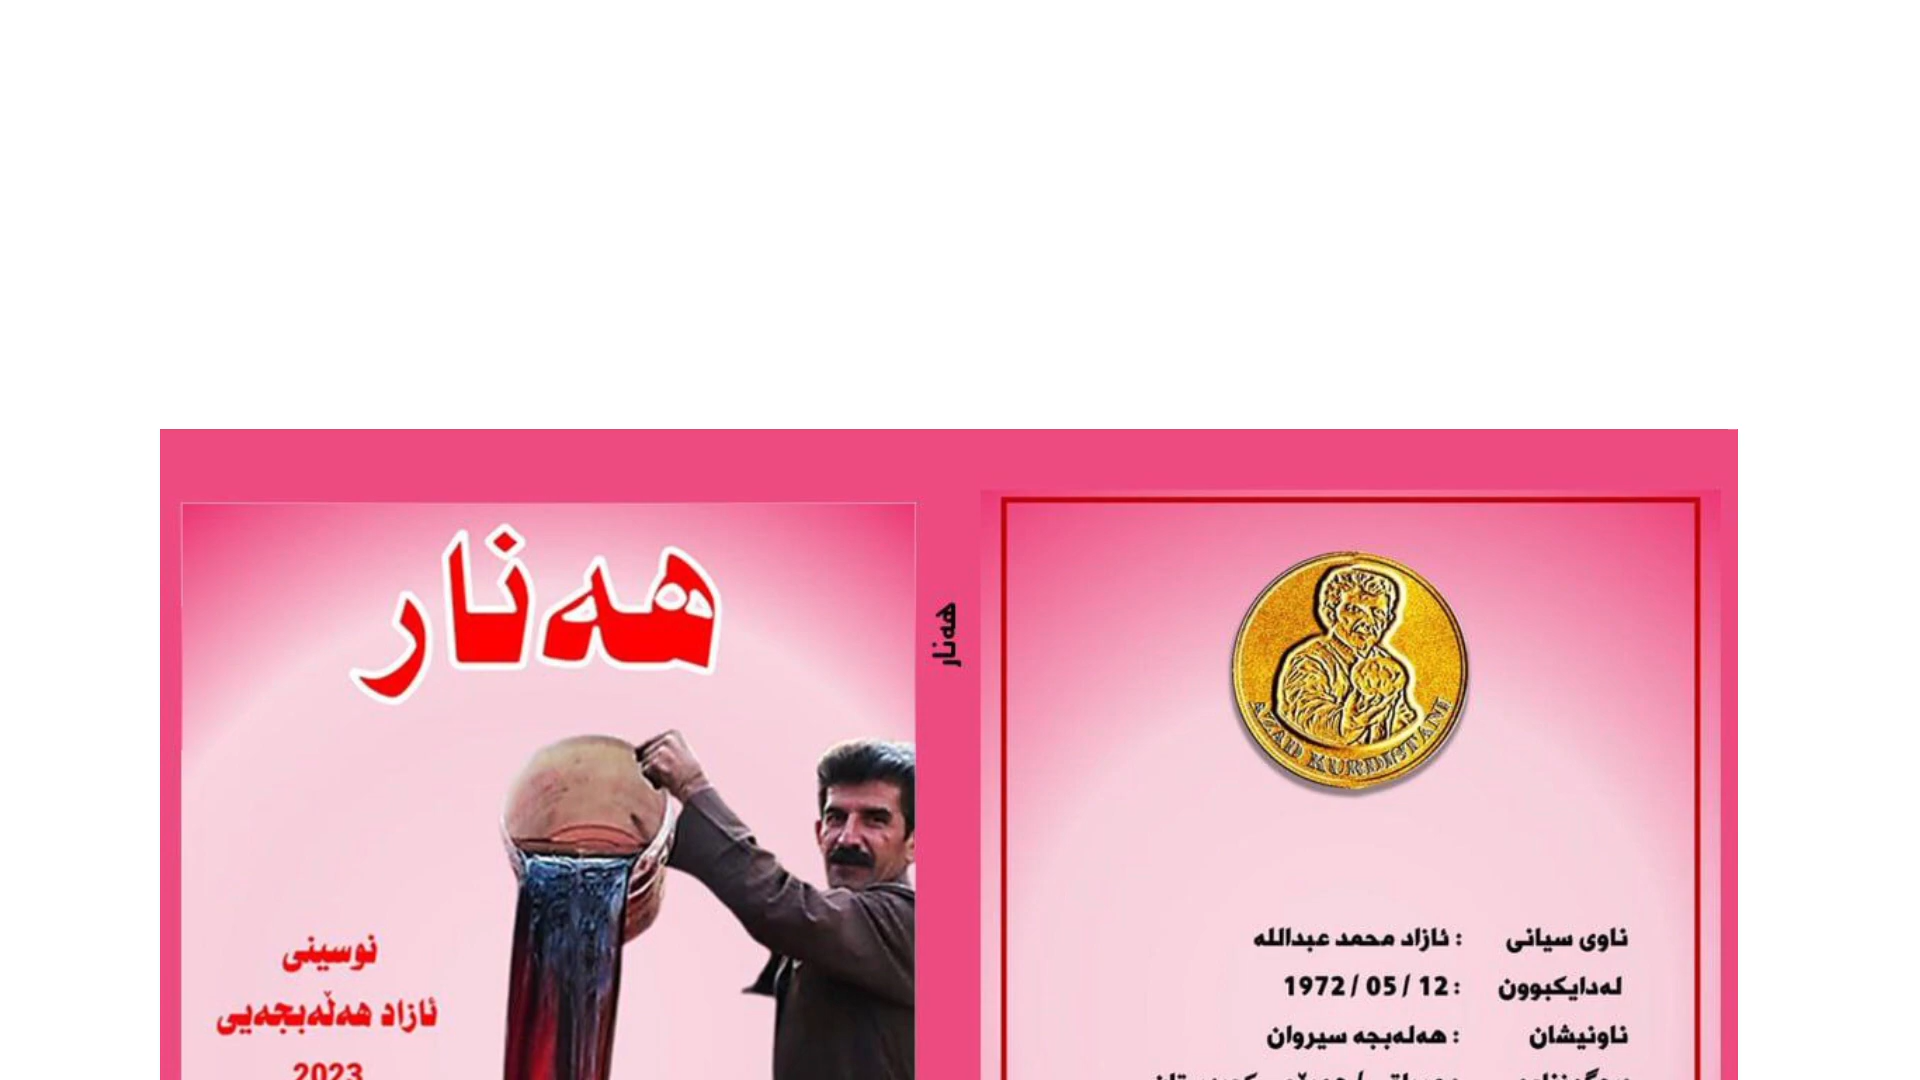 هەنار
نوسینی
ئازاد هەڵەبجەیی
2023
هەنار
AZAD KURDISTANI
ناوی سیانی : ئازاد محمد عبدالله
لەدایکبوون : 12 / 05 / 1972
ناونیشان : هەلەبجە سیروان